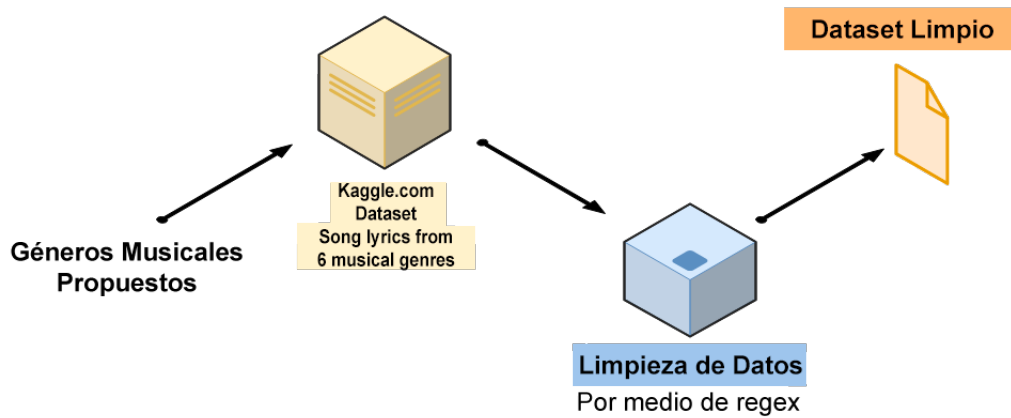 Géneros Musicales
Propuestos
Kaggle.com
Dataset
Song lyrics from
6 musical genres
Limpieza de Datos
Por medio de regex
Dataset Limpio